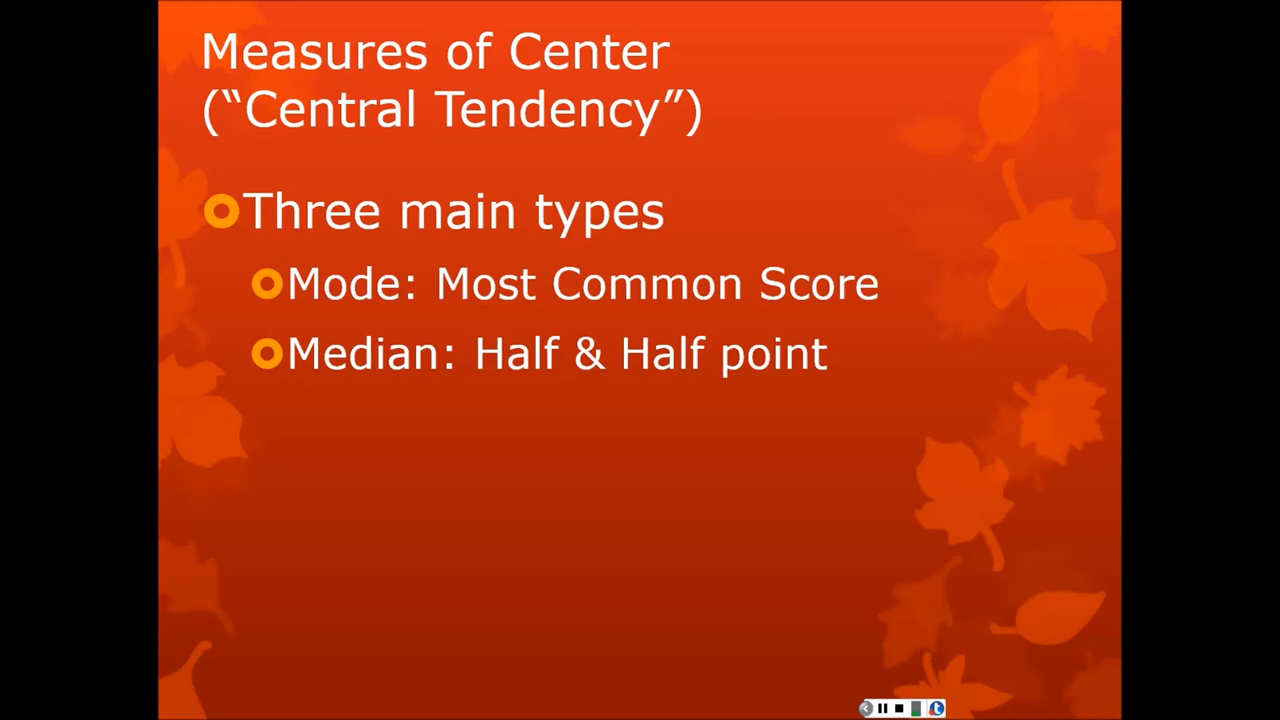 Measures of Center
(“Central Tendency”)
Three main types
Mode: Most Common Score
Median: Half & Half point